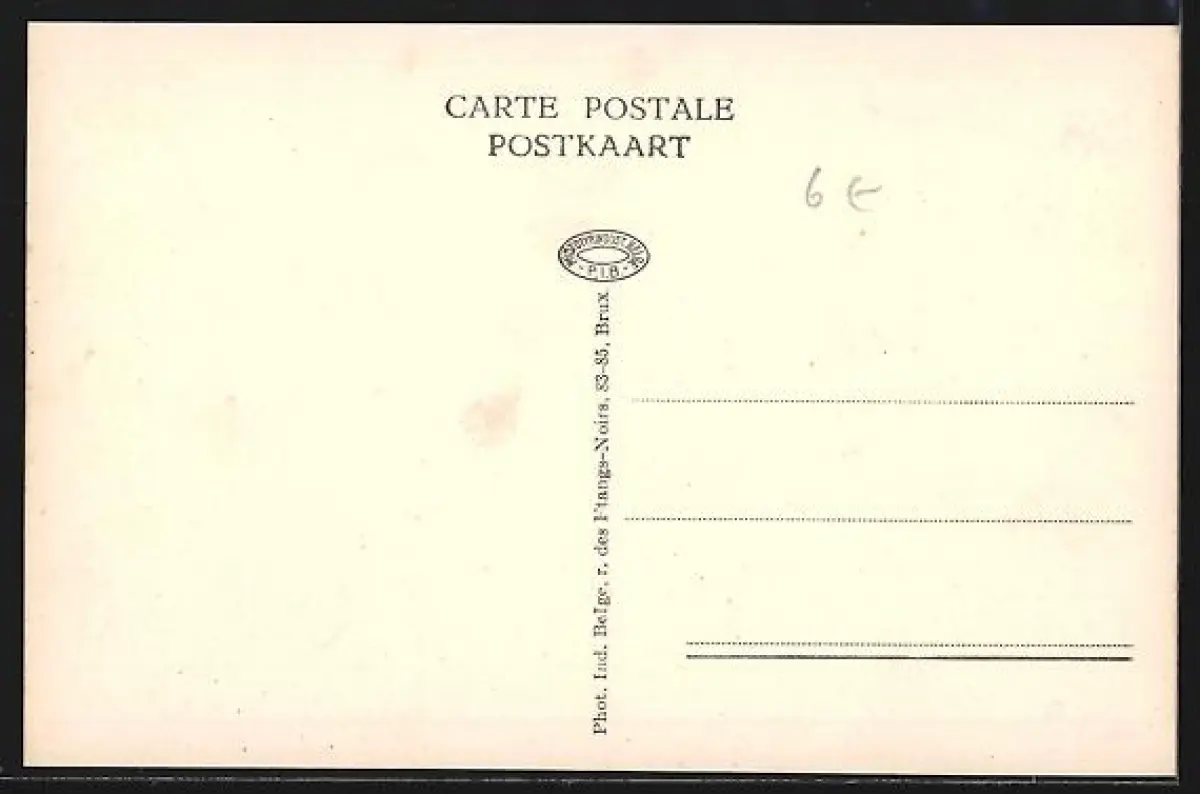 CARTE POSTALE
POSTKAART
6 €
P.I.B
Phot. Ind. Belge, r. des Etangs-Noirs, 83-85, Brux